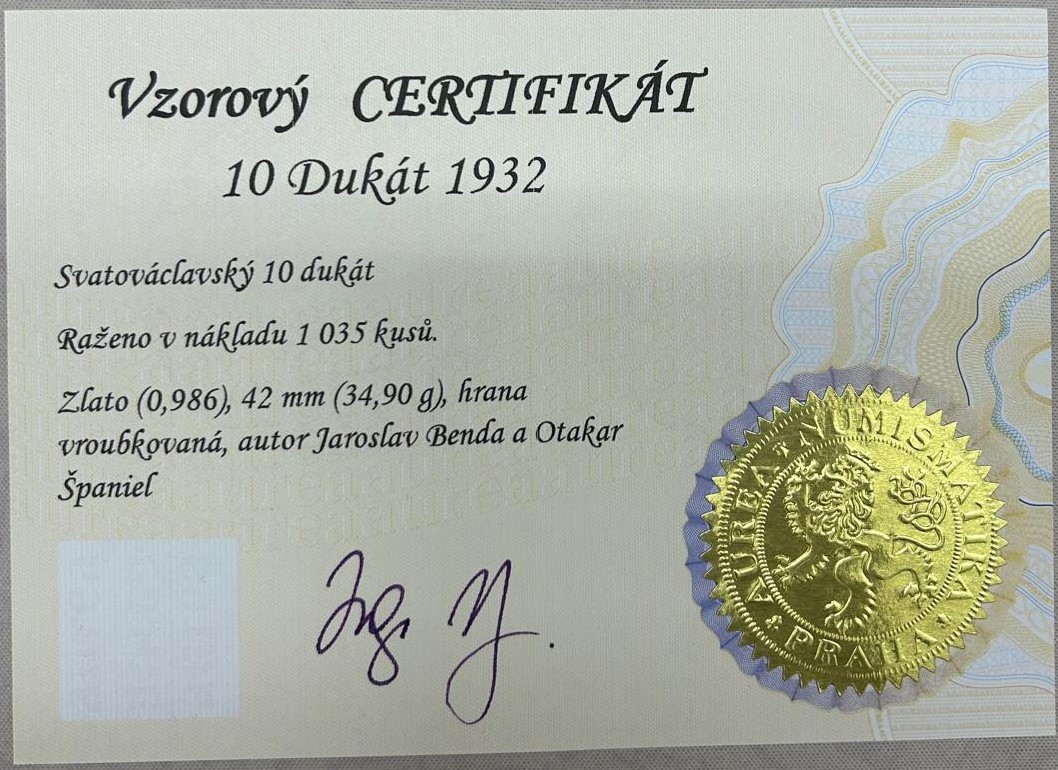 Vzorový CERTIFIKÁT
10 Dukát 1932
Svatováclavský 10 dukát
Raženo v nákladu 1 035 kusů.
Zlato (0,986), 42 mm (34,90 g), hrana
vroubkovaná, autor Jaroslav Benda a Otakar
Španiel
AUREA NUMISMATIKA
PRAHA